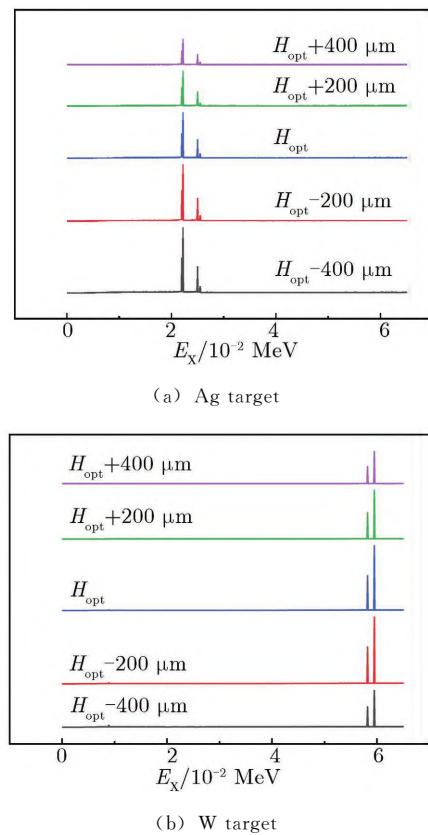 H_opt+400 μm
H_opt+200 μm
H_opt
H_opt−200 μm
H_opt−400 μm
0 2 4 6
E_X/10⁻² MeV
(a) Ag target
H_opt+400 μm
H_opt+200 μm
H_opt
H_opt−200 μm
H_opt−400 μm
0 2 4 6
E_X/10⁻² MeV
(b) W target